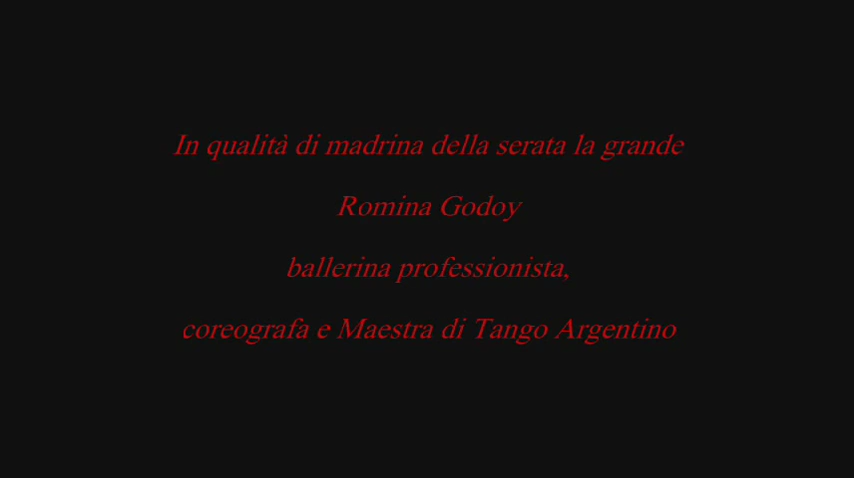 In qualità di madrina della serata la grande
Romina Godoy
ballerina professionista,
coreografa e Maestra di Tango Argentino